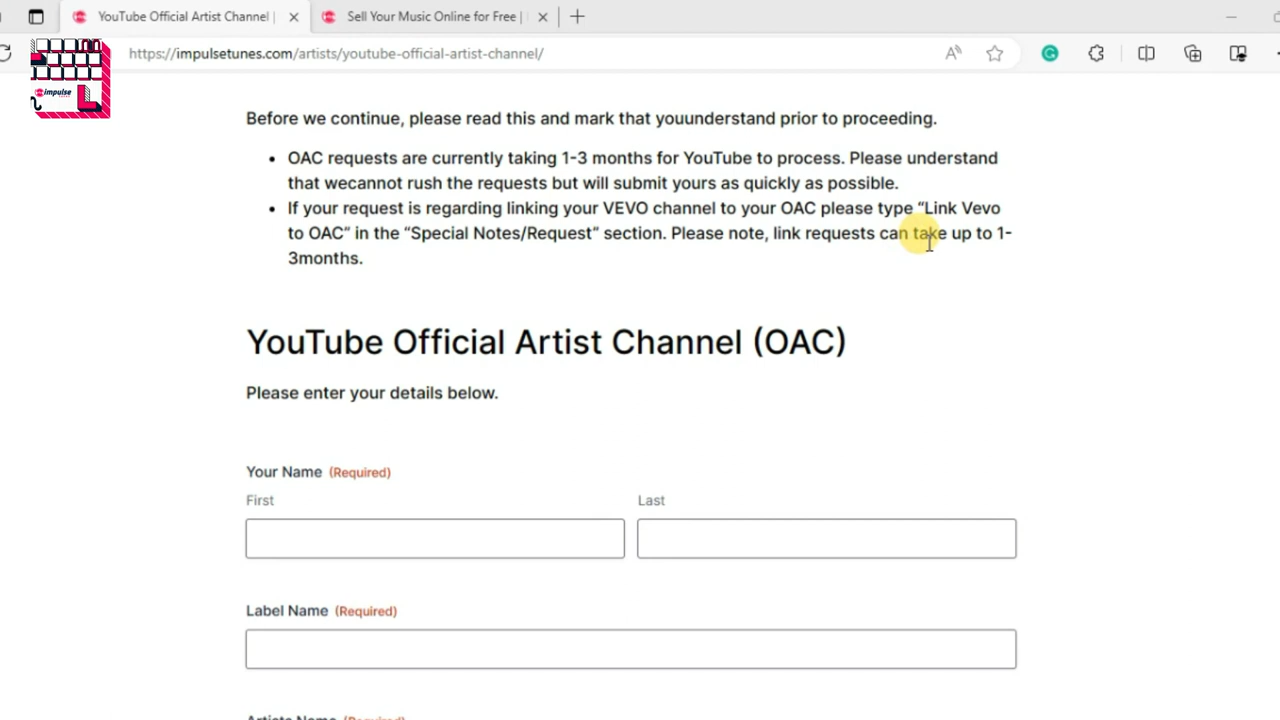 YouTube Official Artist Channel |
Sell Your Music Online for Free |
https://impulsetunes.com/artists/youtube-official-artist-channel/
impulse
Before we continue, please read this and mark that youunderstand prior to proceeding.
• OAC requests are currently taking 1-3 months for YouTube to process. Please understand
that wecannot rush the requests but will submit yours as quickly as possible.
• If your request is regarding linking your VEVO channel to your OAC please type “Link Vevo
to OAC” in the “Special Notes/Request” section. Please note, link requests can take up to 1-
3months.
YouTube Official Artist Channel (OAC)
Please enter your details below.
Your Name (Required)
First Last
Label Name (Required)
Artists Name (Required)